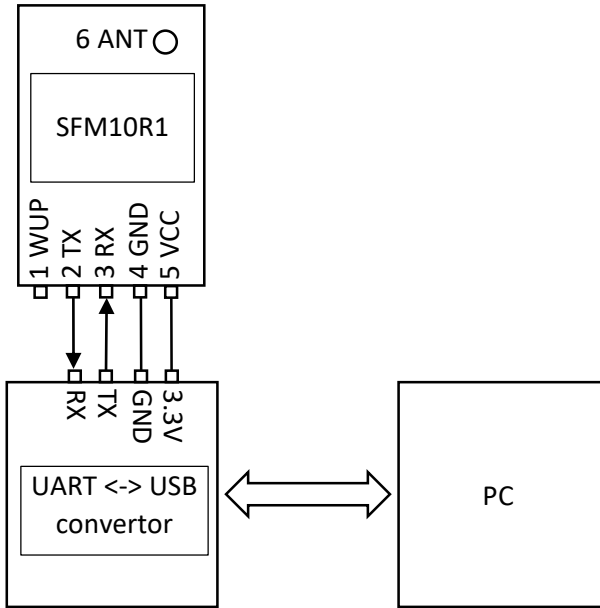 6 ANT
SFM10R1
1 WUP
2 TX
3 RX
4 GND
5 VCC
RX
TX
GND
3.3V
UART <-> USB
convertor
PC